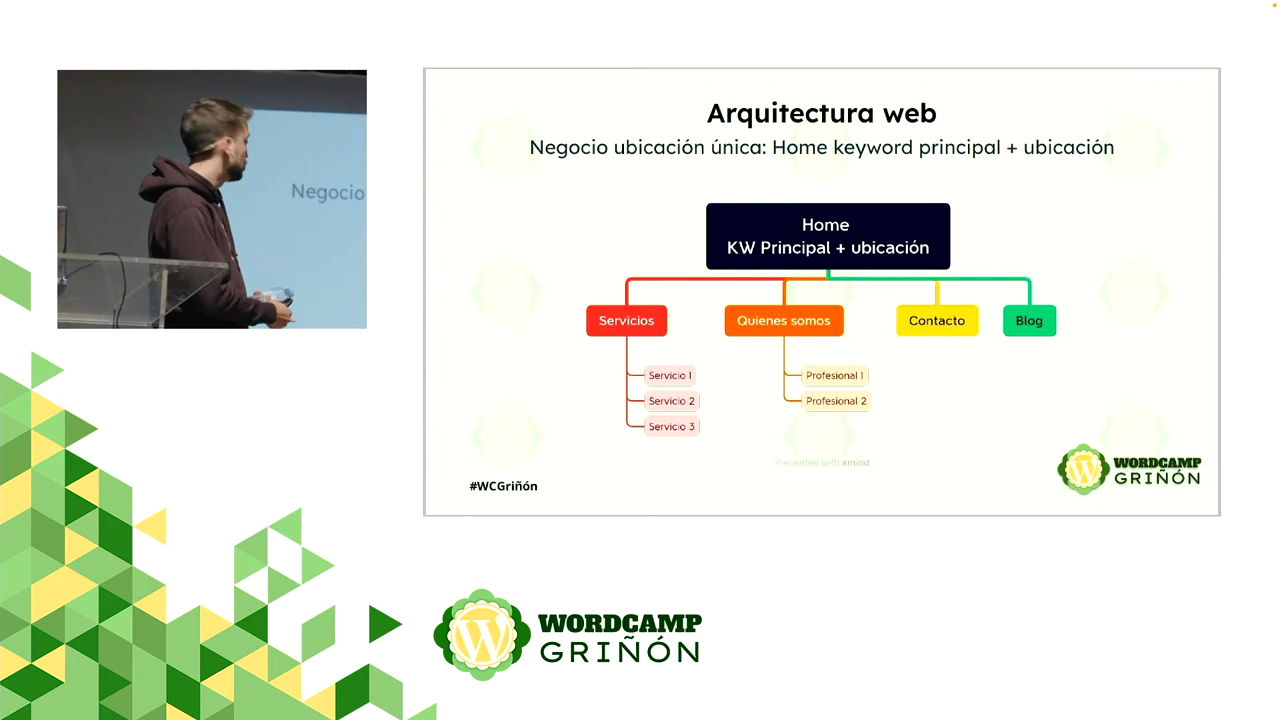 Negocio
Arquitectura web
Negocio ubicación única: Home keyword principal + ubicación
Home
KW Principal + ubicación
Servicios
Quienes somos
Contacto
Blog
Servicio 1
Servicio 2
Servicio 3
Profesional 1
Profesional 2
Presented with xmind
#WCGriñón
WORDCAMP
GRIÑÓN
WORDCAMP
GRIÑÓN